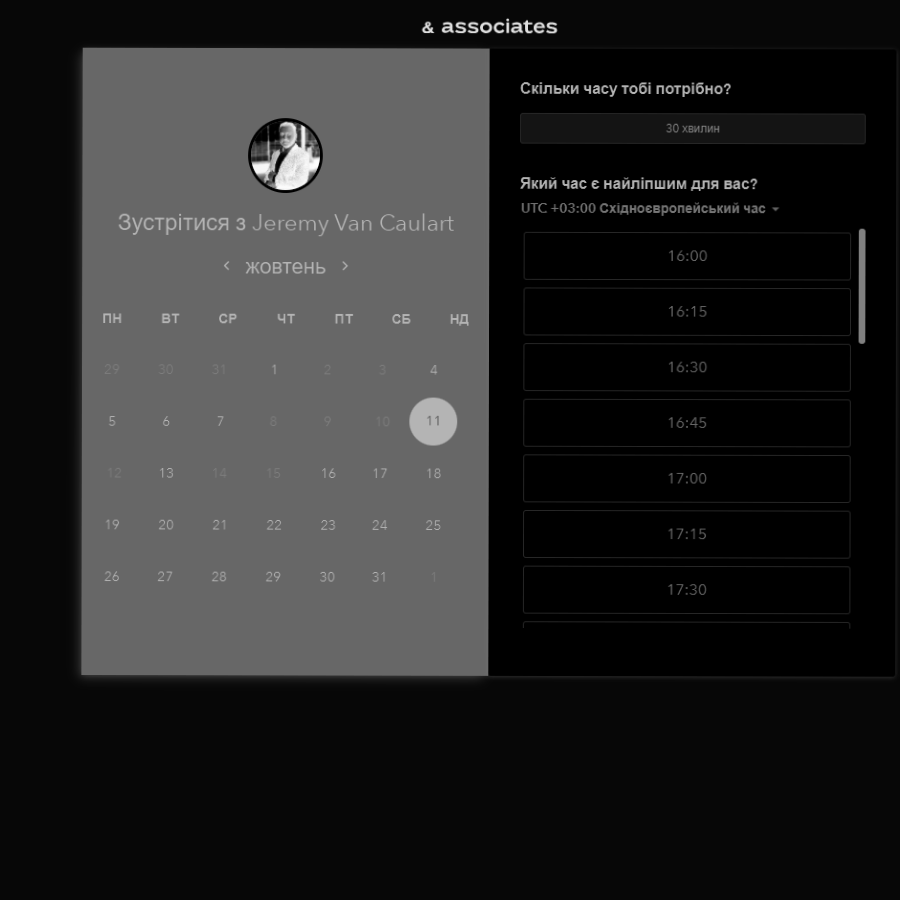 & associates
Зустрітися з Jeremy Van Caulart
жовтень
ПН ВТ СР ЧТ ПТ СБ НД
29 30 31 1 2 3 4
5 6 7 8 9 10 11
12 13 14 15 16 17 18
19 20 21 22 23 24 25
26 27 28 29 30 31 1
Скільки часу тобі потрібно?
30 хвилин
Який час є найліпшим для вас?
UTC +03:00 Східноєвропейський час
16:00
16:15
16:30
16:45
17:00
17:15
17:30